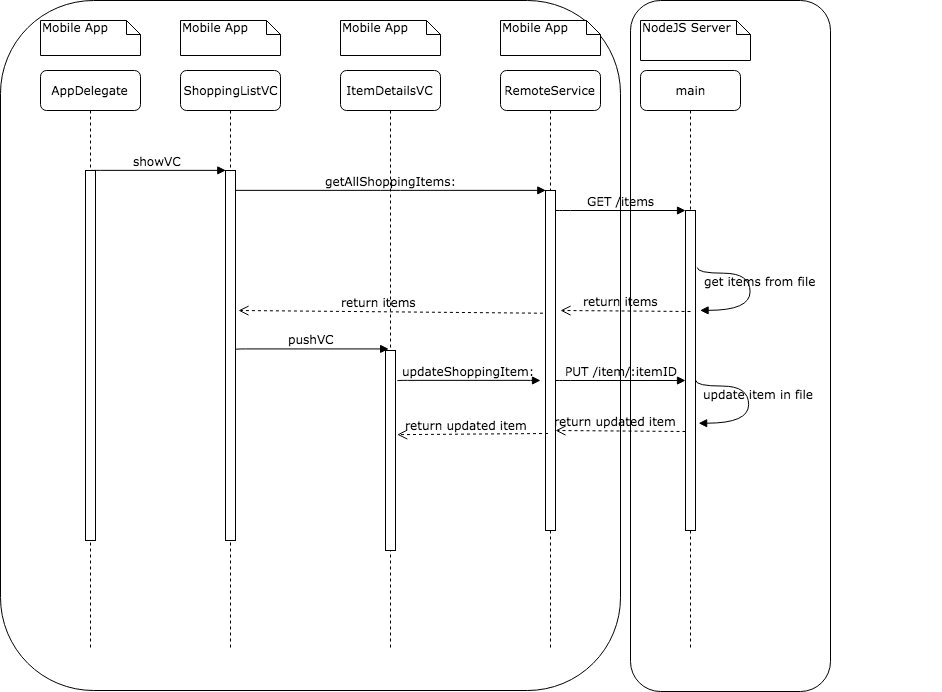 Mobile App
Mobile App
Mobile App
Mobile App
NodeJS Server
AppDelegate
ShoppingListVC
ItemDetailsVC
RemoteService
main
showVC
getAllShoppingItems:
GET /items
get items from file
return items
return items
pushVC
updateShoppingItem:
PUT /item/:itemID
update item in file
return updated item
return updated item